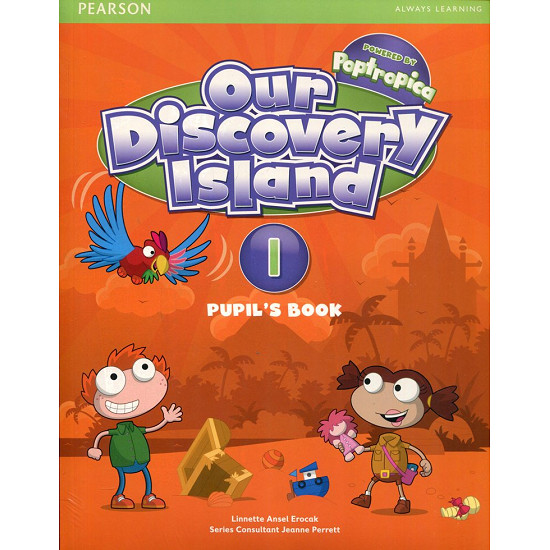 PEARSON
ALWAYS LEARNING
POWERED BY
Poptropica
Our
Discovery
Island
1
PUPIL'S BOOK
Linnette Ansel Erocak
Series Consultant Jeanne Perrett